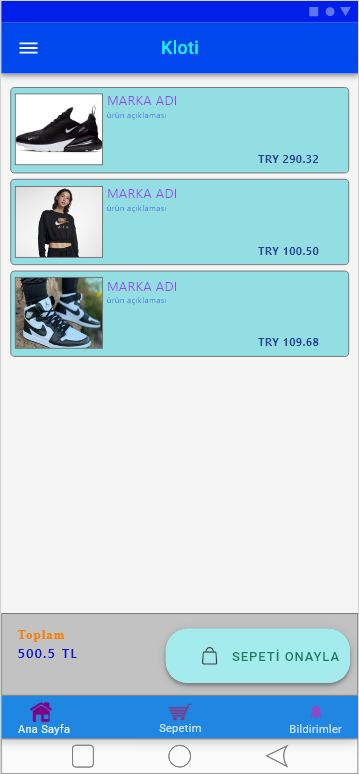 Kloti
MARKA ADI
ürün açıklaması
TRY 290.32
MARKA ADI
ürün açıklaması
TRY 100.50
MARKA ADI
ürün açıklaması
TRY 109.68
Toplam
500.5 TL
SEPETİ ONAYLA
Ana Sayfa
Sepetim
Bildirimler